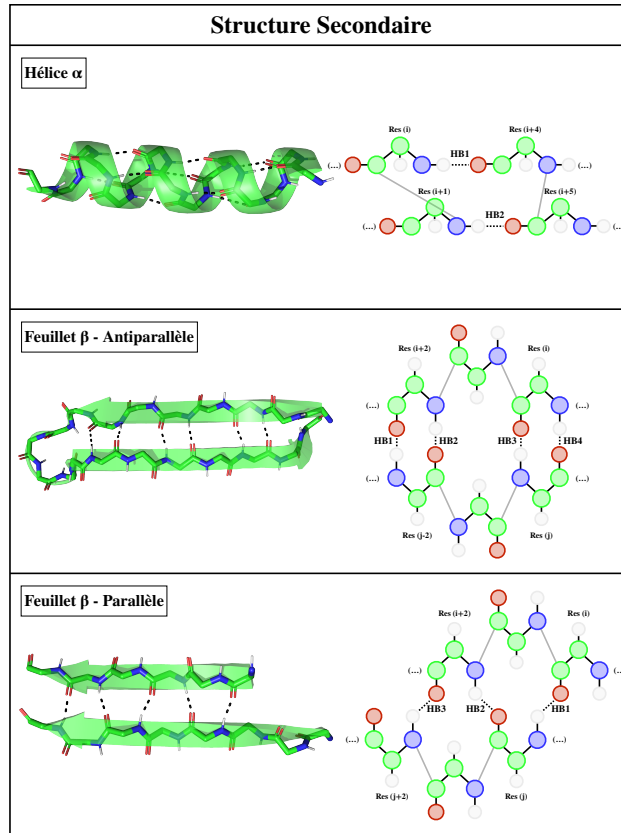 Structure Secondaire
Hélice α
Res (i)
Res (i+4)
HB1
(...)
(...)
Res (i+1)
Res (i+5)
HB2
(...)
(...)
Feuillet β - Antiparallèle
Res (i+2)
Res (i)
(...)
(...)
HB1
HB2
HB3
HB4
(...)
(...)
Res (j-2)
Res (j)
Feuillet β - Parallèle
Res (i+2)
Res (i)
(...)
(...)
HB3
HB2
HB1
(...)
(...)
Res (j+2)
Res (j)